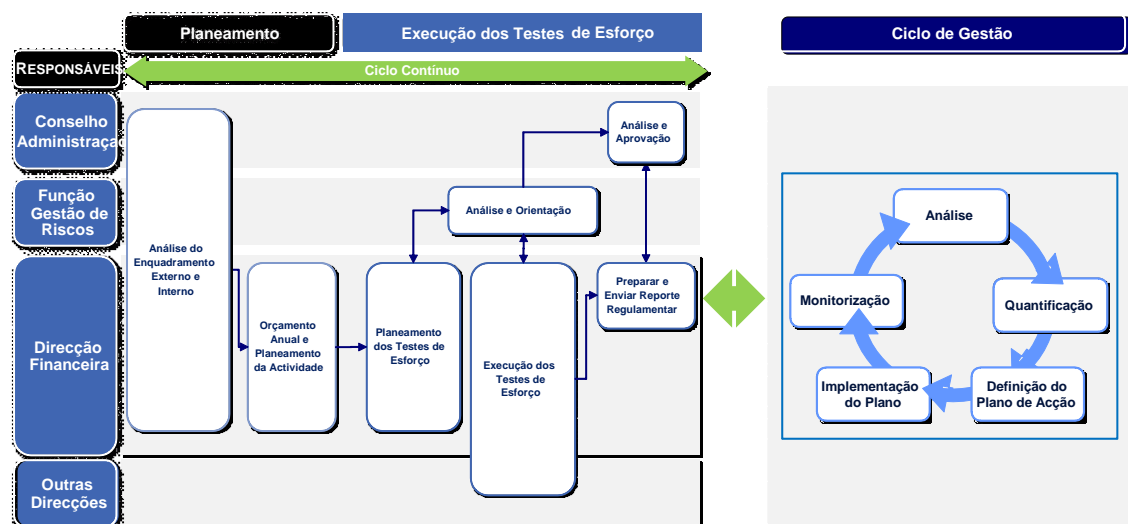 Planeamento
Execução dos Testes de Esforço
Ciclo de Gestão
RESPONSÁVEIS
Ciclo Contínuo
Conselho
Administraçao
Análise e
Aprovação
Função
Gestão de
Riscos
Análise e Orientação
Análise
Análise do
Enquadramento
Externo e
Interno
Preparar e
Enviar Reporte
Regulamentar
Monitorização
Quantificação
Direcção
Financeira
Orçamento
Anual e
Planeamento
da Actividade
Planeamento
dos Testes de
Esforço
Execução dos
Testes de
Esforço
Implementação
do Plano
Definição do
Plano de Acção
Outras
Direcções